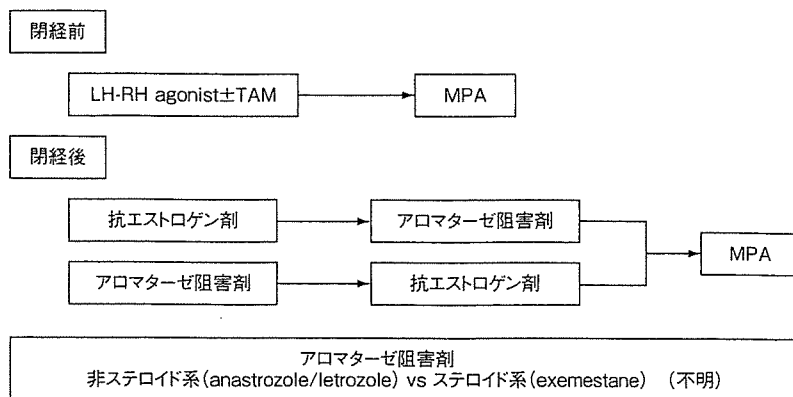 閉経前
LH-RH agonist±TAM
MPA
閉経後
抗エストロゲン剤
アロマターゼ阻害剤
MPA
アロマターゼ阻害剤
抗エストロゲン剤
アロマターゼ阻害剤
非ステロイド系(anastrozole/letrozole) vs ステロイド系(exemestane) (不明)